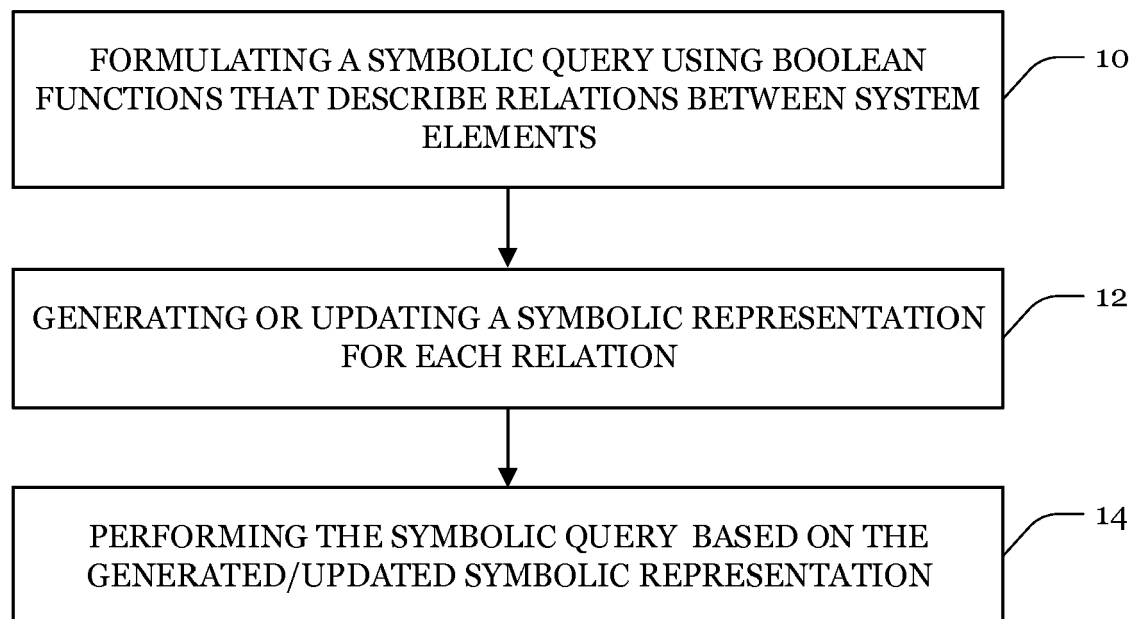 FORMULATING A SYMBOLIC QUERY USING BOOLEAN
FUNCTIONS THAT DESCRIBE RELATIONS BETWEEN SYSTEM
ELEMENTS
10
GENERATING OR UPDATING A SYMBOLIC REPRESENTATION
FOR EACH RELATION
12
PERFORMING THE SYMBOLIC QUERY BASED ON THE
GENERATED/UPDATED SYMBOLIC REPRESENTATION
14